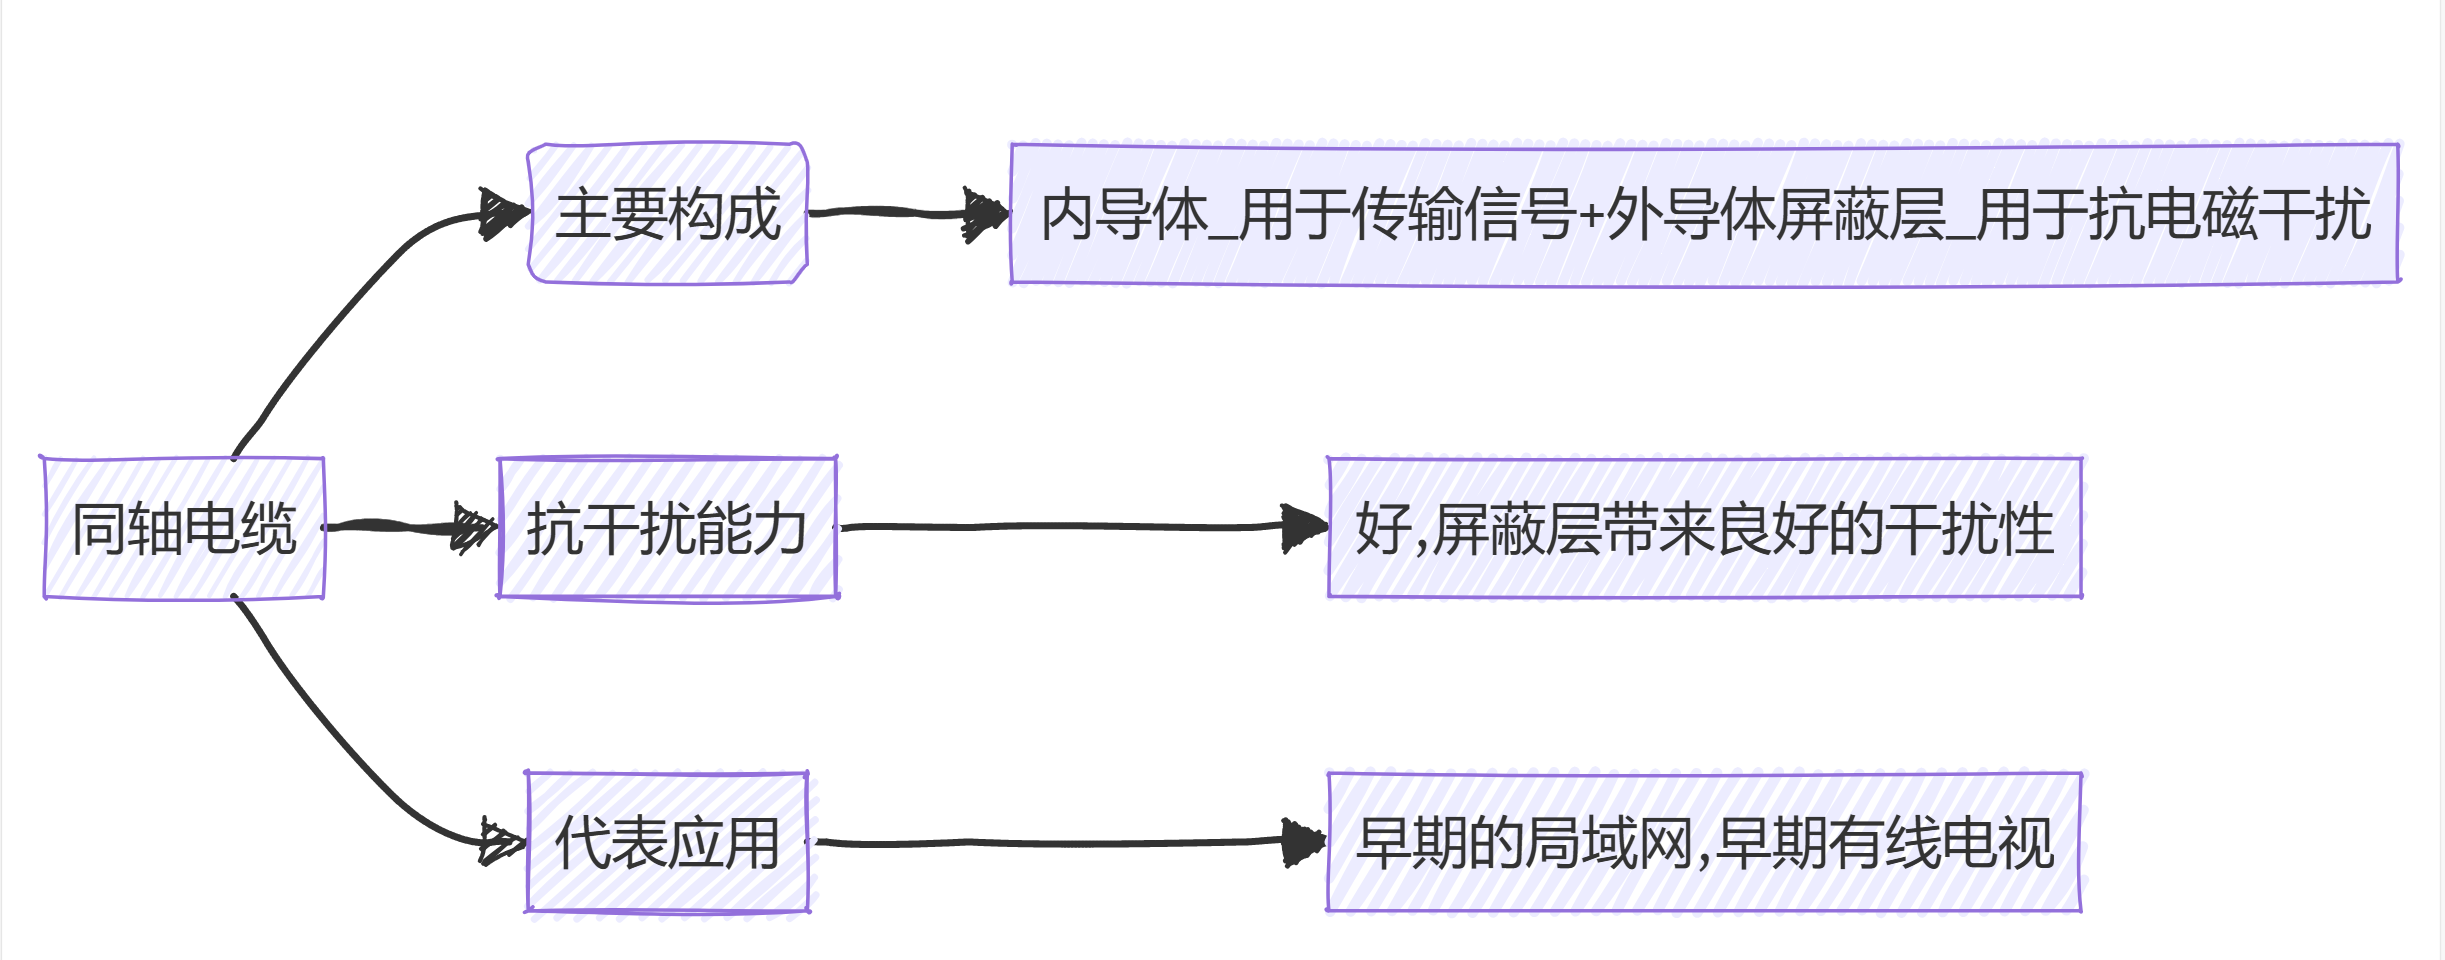 主要构成
内导体_用于传输信号+外导体屏蔽层_用于抗电磁干扰
同轴电缆
抗干扰能力
好,屏蔽层带来良好的干扰性
代表应用
早期的局域网,早期有线电视